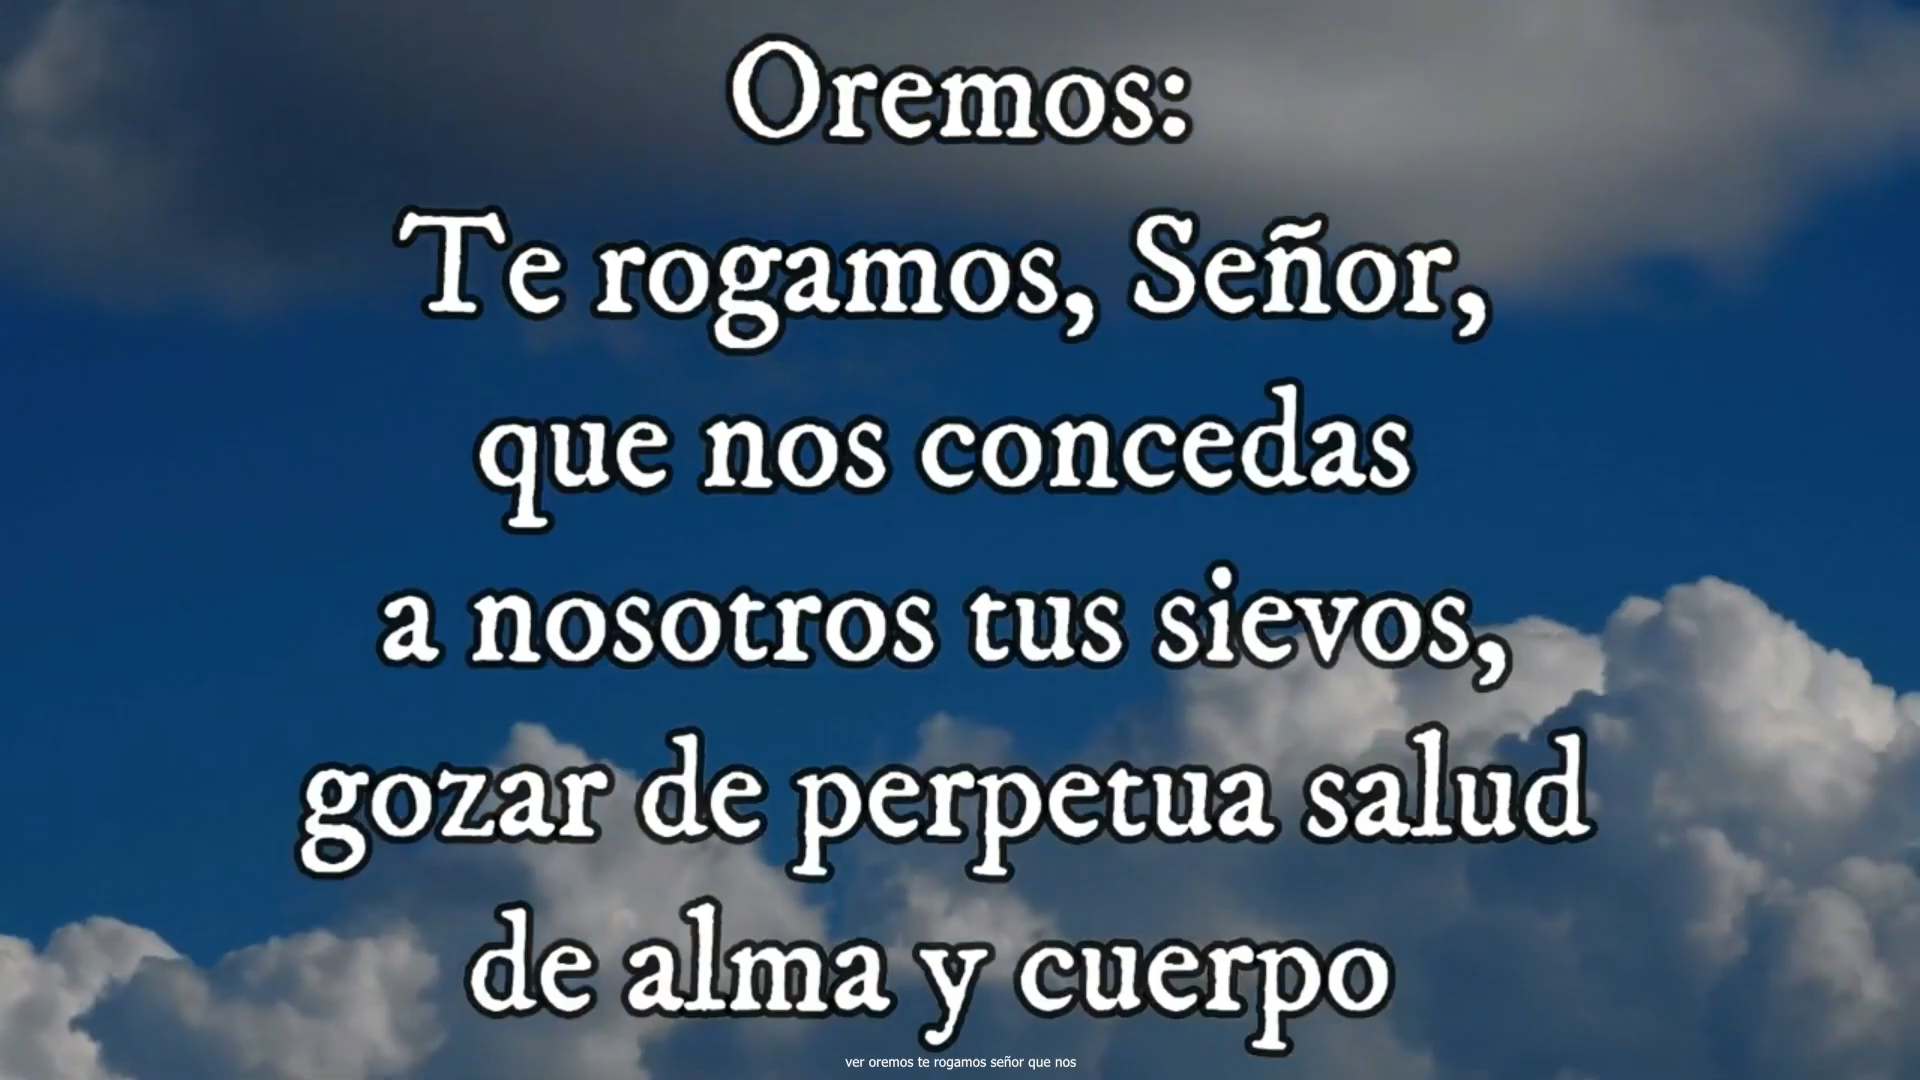 Oremos:
Te rogamos, Señor,
que nos concedas
a nosotros tus sievos,
gozar de perpetua salud
de alma y cuerpo
ver oremos te rogamos señor que nos